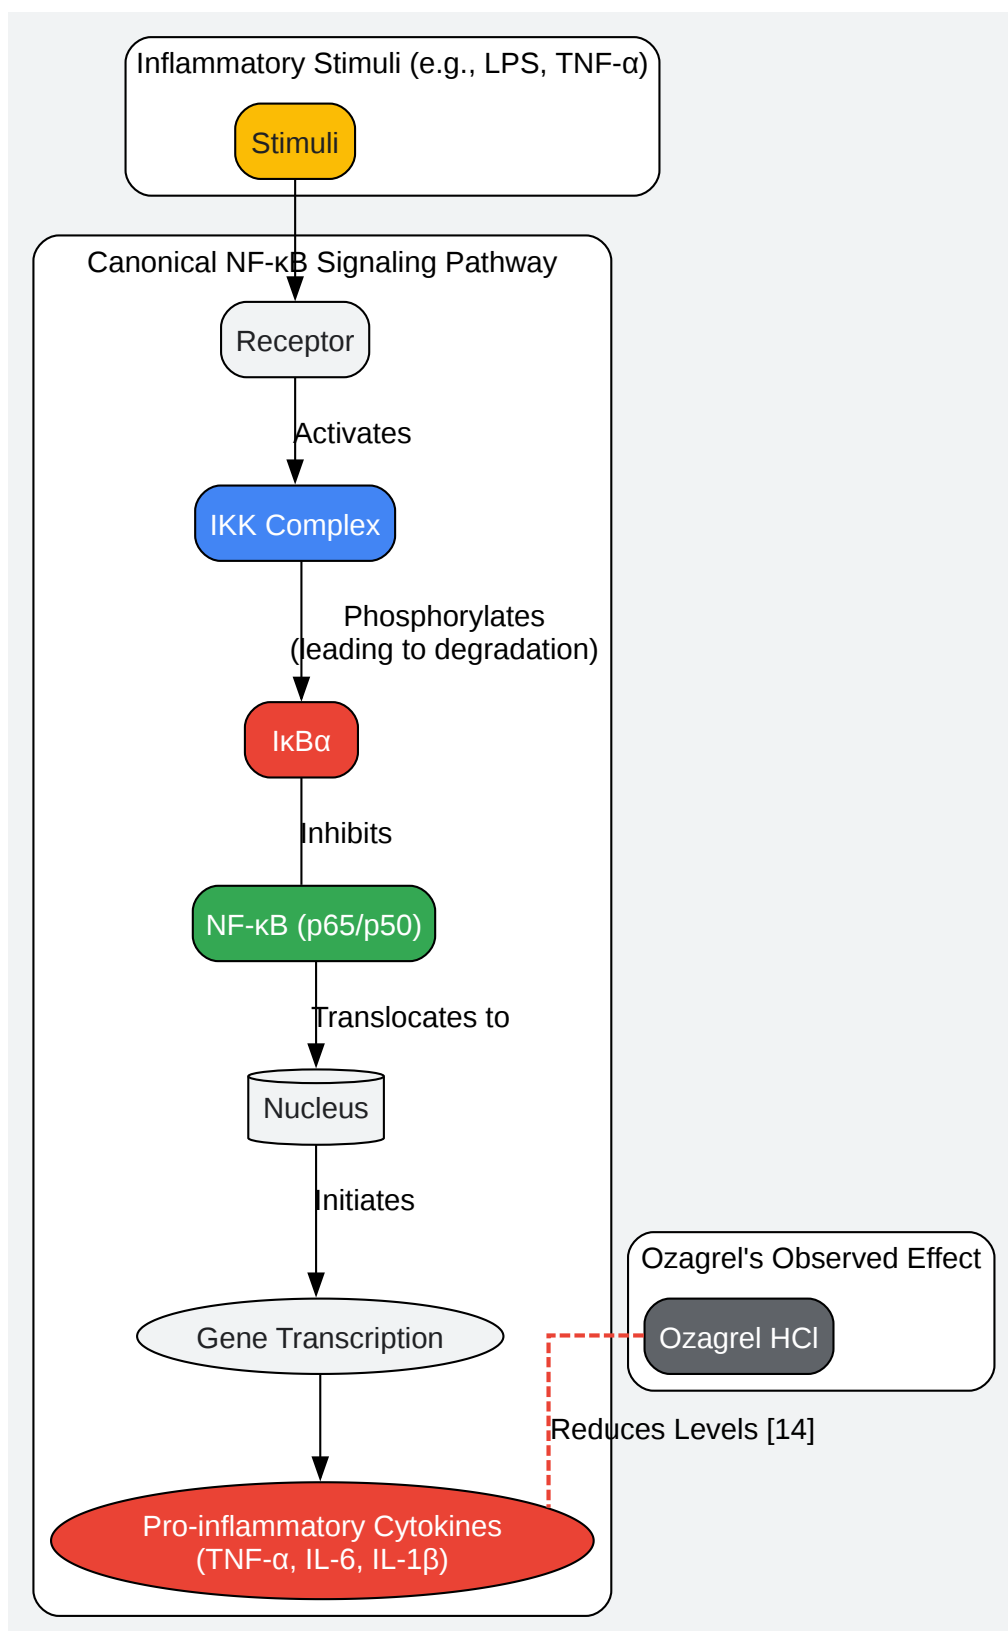 Inflammatory Stimuli (e.g., LPS, TNF-α)
Stimuli
Canonical NF-κB Signaling Pathway
Receptor
Activates
IKK Complex
Phosphorylates
(leading to degradation)
IκBα
Inhibits
NF-κB (p65/p50)
Translocates to
Nucleus
Initiates
Ozagrel's Observed Effect
Gene Transcription
Ozagrel HCl
Reduces Levels [14]
Pro-inflammatory Cytokines
(TNF-α, IL-6, IL-1β)